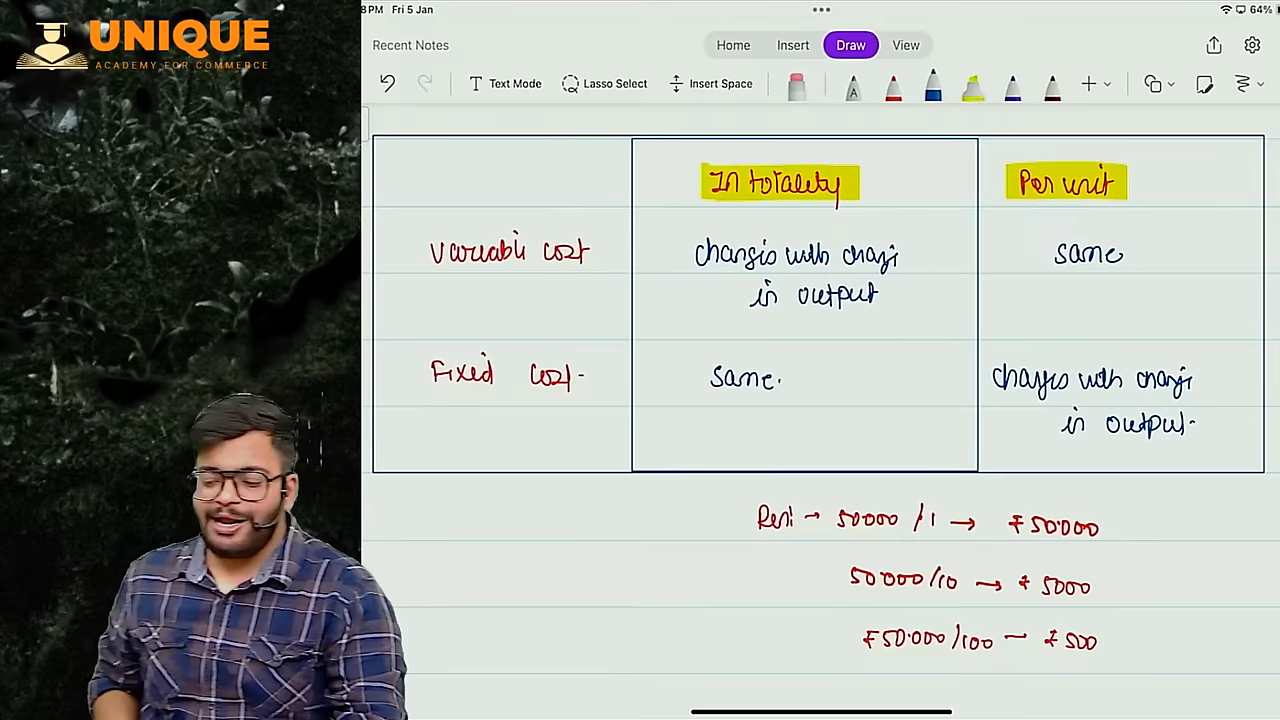 UNIQUE
ACADEMY FOR COMMERCE
8PM Fri 5 Jan
64%
Recent Notes
Home Insert Draw View
Text Mode Lasso Select Insert Space
In totality Per unit
Variable cost changes with change in output same
Fixed cost. same. changes with change in output.
Rent → 50000 / 1 → ₹50000
50000/10 → ₹ 5000
₹50000/100 — ₹500